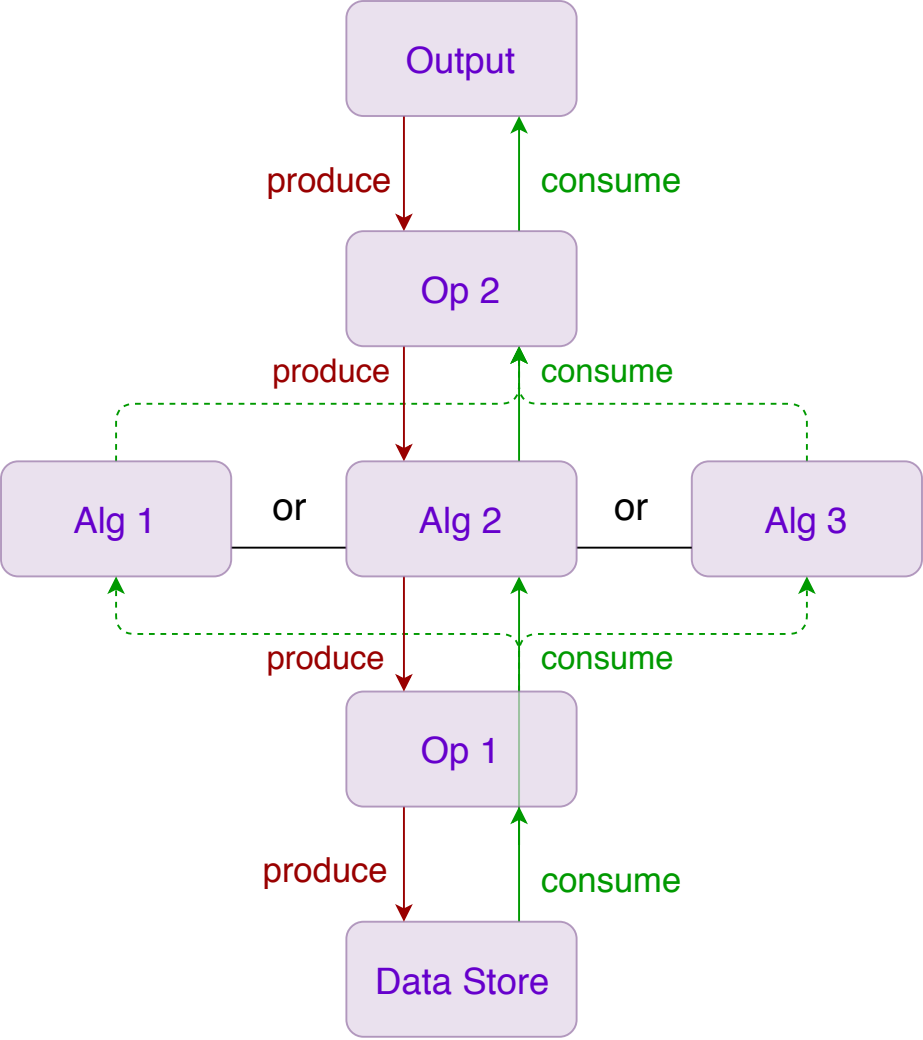 Output
produce
consume
Op 2
produce
consume
Alg 1
or
Alg 2
or
Alg 3
produce
consume
Op 1
produce
consume
Data Store